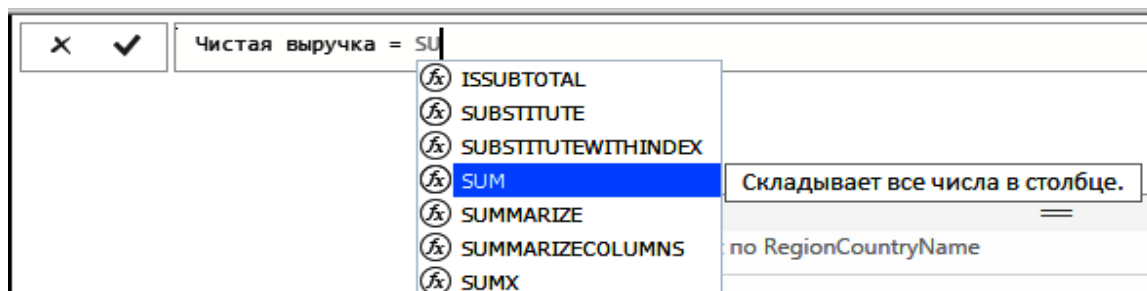 Чистая выручка = SU
ISSUBTOTAL
SUBSTITUTE
SUBSTITUTEWITHINDEX
SUM
Складывает все числа в столбце.
SUMMARIZE
SUMMARIZECOLUMNS
по RegionCountryName
SUMX